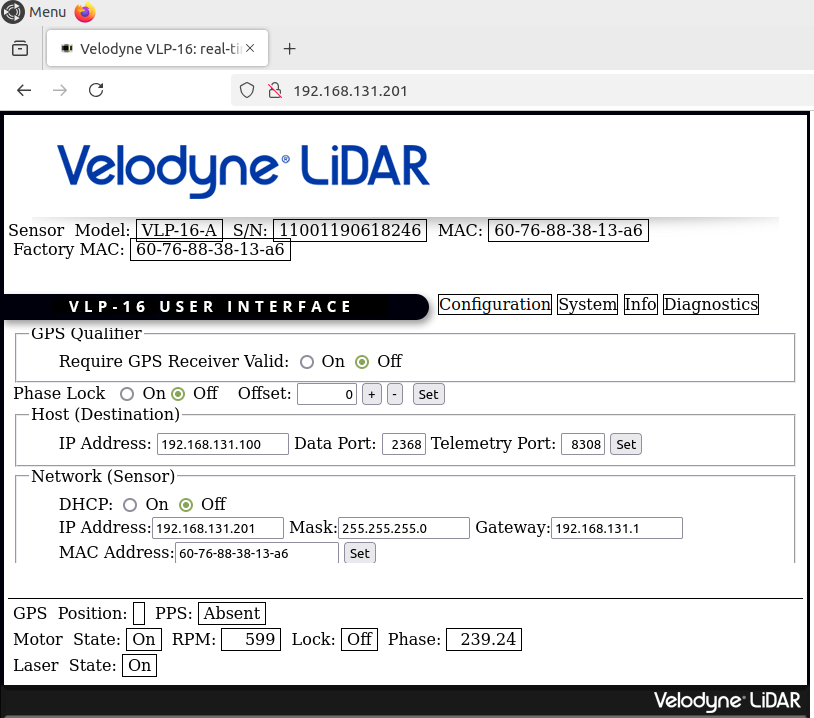 Menu
Velodyne VLP-16: real-ti
192.168.131.201
Velodyne® LiDAR
Sensor Model: VLP-16-A S/N: 11001190618246 MAC: 60-76-88-38-13-a6
Factory MAC: 60-76-88-38-13-a6
VLP-16 USER INTERFACE Configuration System Info Diagnostics
GPS Qualifier
Require GPS Receiver Valid: On Off
Phase Lock On Off Offset: 0 + - Set
Host (Destination)
IP Address: 192.168.131.100 Data Port: 2368 Telemetry Port: 8308 Set
Network (Sensor)
DHCP: On Off
IP Address: 192.168.131.201 Mask: 255.255.255.0 Gateway: 192.168.131.1
MAC Address: 60-76-88-38-13-a6 Set
GPS Position: PPS: Absent
Motor State: On RPM: 599 Lock: Off Phase: 239.24
Laser State: On
Velodyne® LiDAR